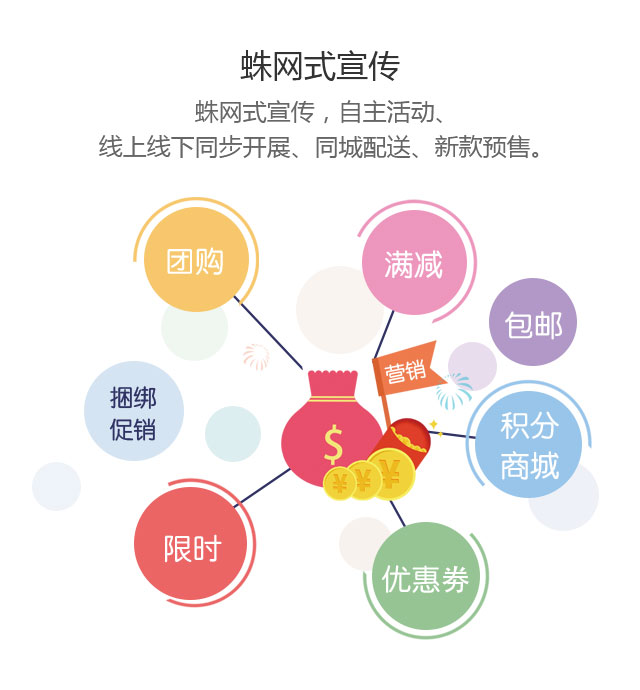 蛛网式宣传
蛛网式宣传，自主活动、
线上线下同步开展、同城配送、新款预售。
团购
满减
包邮
营销
捆绑
促销
$
积分
商城
¥ ¥ ¥
限时
优惠券